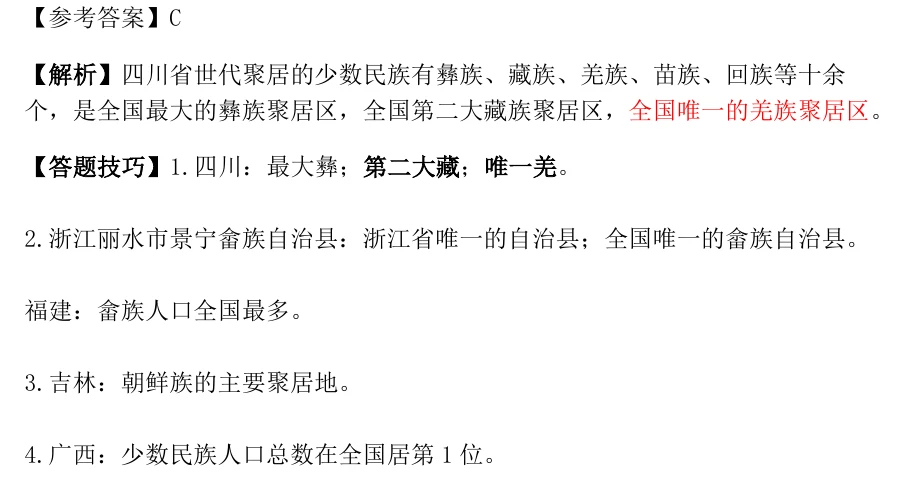 【参考答案】C
【解析】四川省世代聚居的少数民族有彝族、藏族、羌族、苗族、回族等十余
个，是全国最大的彝族聚居区，全国第二大藏族聚居区，全国唯一的羌族聚居区。
【答题技巧】1.四川：最大彝；第二大藏；唯一羌。
2.浙江丽水市景宁畲族自治县：浙江省唯一的自治县；全国唯一的畲族自治县。
福建：畲族人口全国最多。
3.吉林：朝鲜族的主要聚居地。
4.广西：少数民族人口总数在全国居第1位。